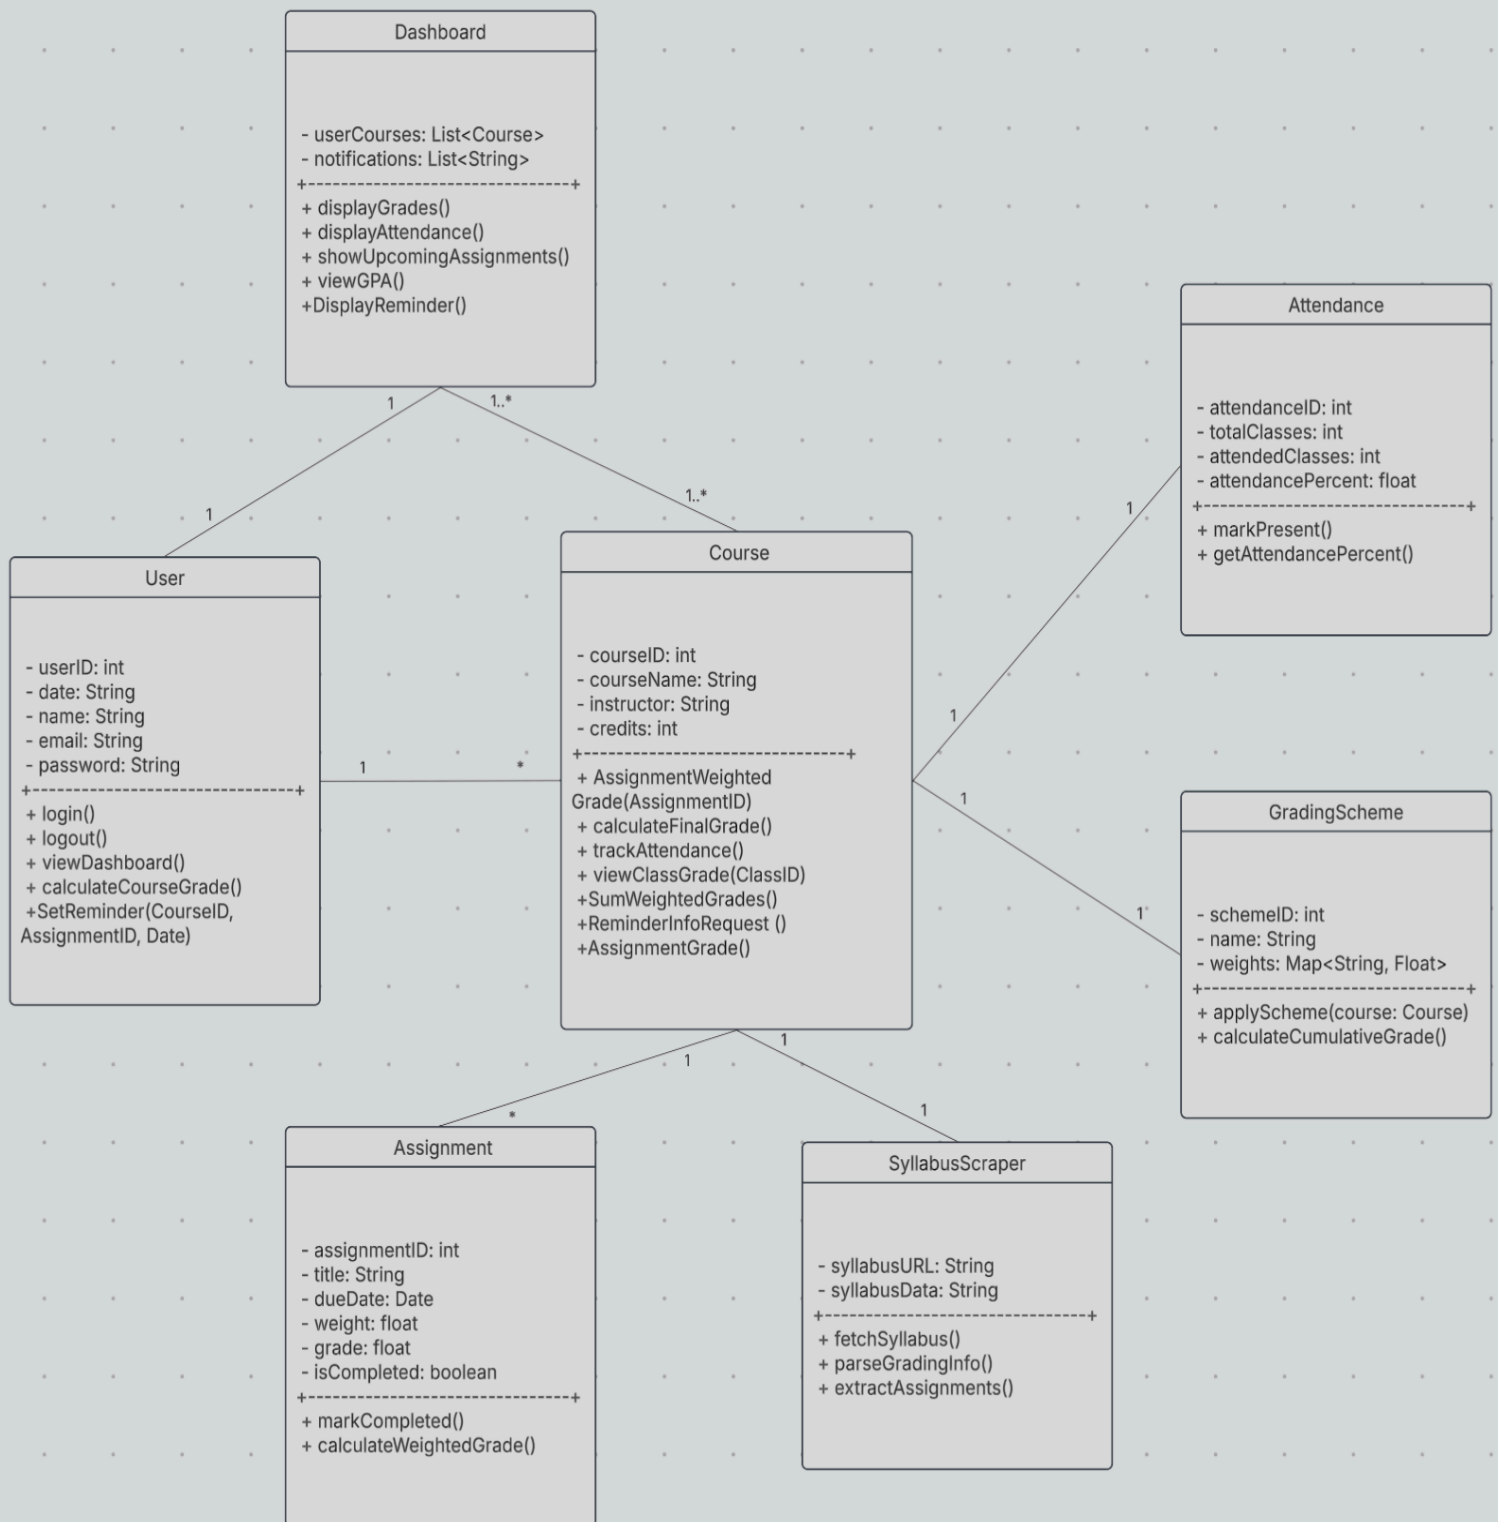 Dashboard
- userCourses: List<Course>
- notifications: List<String>
+-------------------------------+
+ displayGrades()
+ displayAttendance()
+ showUpcomingAssignments()
+ viewGPA()
+DisplayReminder()
1
1..*
1
1..*
User
- userID: int
- date: String
- name: String
- email: String
- password: String
+-------------------------------+
+ login()
+ logout()
+ viewDashboard()
+ calculateCourseGrade()
+SetReminder(CourseID,
AssignmentID, Date)
1
*
Course
- courseID: int
- courseName: String
- instructor: String
- credits: int
+-------------------------------+
+ AssignmentWeighted
Grade(AssignmentID)
+ calculateFinalGrade()
+ trackAttendance()
+ viewClassGrade(ClassID)
+SumWeightedGrades()
+ReminderInfoRequest ()
+AssignmentGrade()
Attendance
- attendanceID: int
- totalClasses: int
- attendedClasses: int
- attendancePercent: float
+-------------------------------+
+ markPresent()
+ getAttendancePercent()
1
1
1
1
GradingScheme
- schemeID: int
- name: String
- weights: Map<String, Float>
+-------------------------------+
+ applyScheme(course: Course)
+ calculateCumulativeGrade()
1
*
1
1
Assignment
- assignmentID: int
- title: String
- dueDate: Date
- weight: float
- grade: float
- isCompleted: boolean
+-------------------------------+
+ markCompleted()
+ calculateWeightedGrade()
SyllabusScraper
- syllabusURL: String
- syllabusData: String
+-------------------------------+
+ fetchSyllabus()
+ parseGradingInfo()
+ extractAssignments()